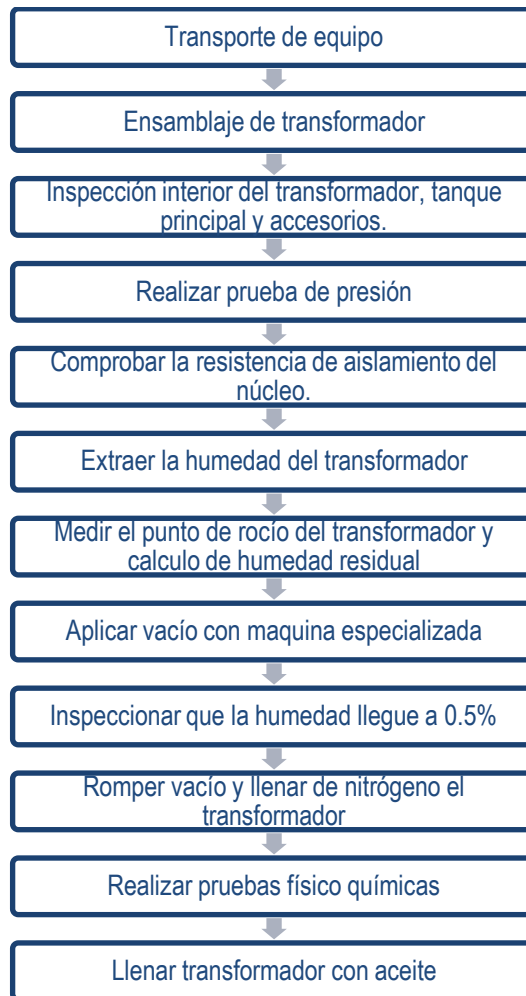 Transporte de equipo
Ensamblaje de transformador
Inspección interior del transformador, tanque
principal y accesorios.
Realizar prueba de presión
Comprobar la resistencia de aislamiento del
núcleo.
Extraer la humedad del transformador
Medir el punto de rocío del transformador y
calculo de humedad residual
Aplicar vacío con maquina especializada
Inspeccionar que la humedad llegue a 0.5%
Romper vacío y llenar de nitrógeno el
transformador
Realizar pruebas físico químicas
Llenar transformador con aceite